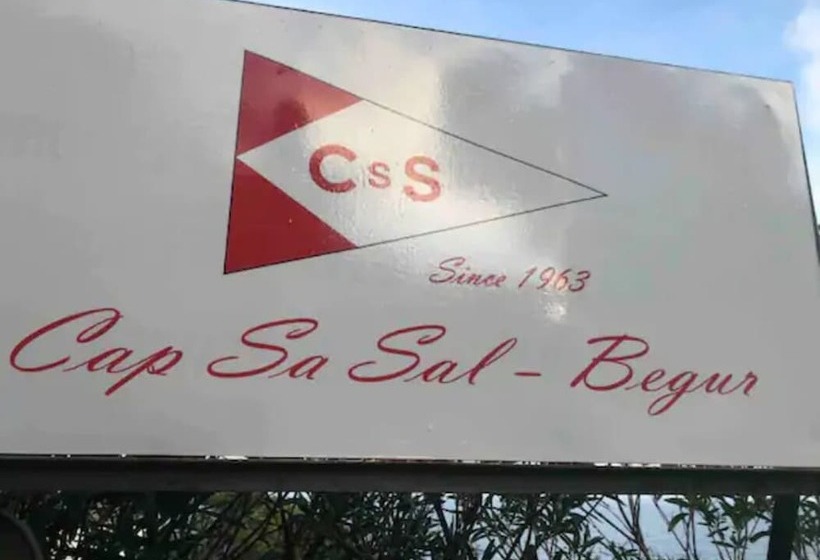 CsS
Since 1963
Cap Sa Sal - Begur